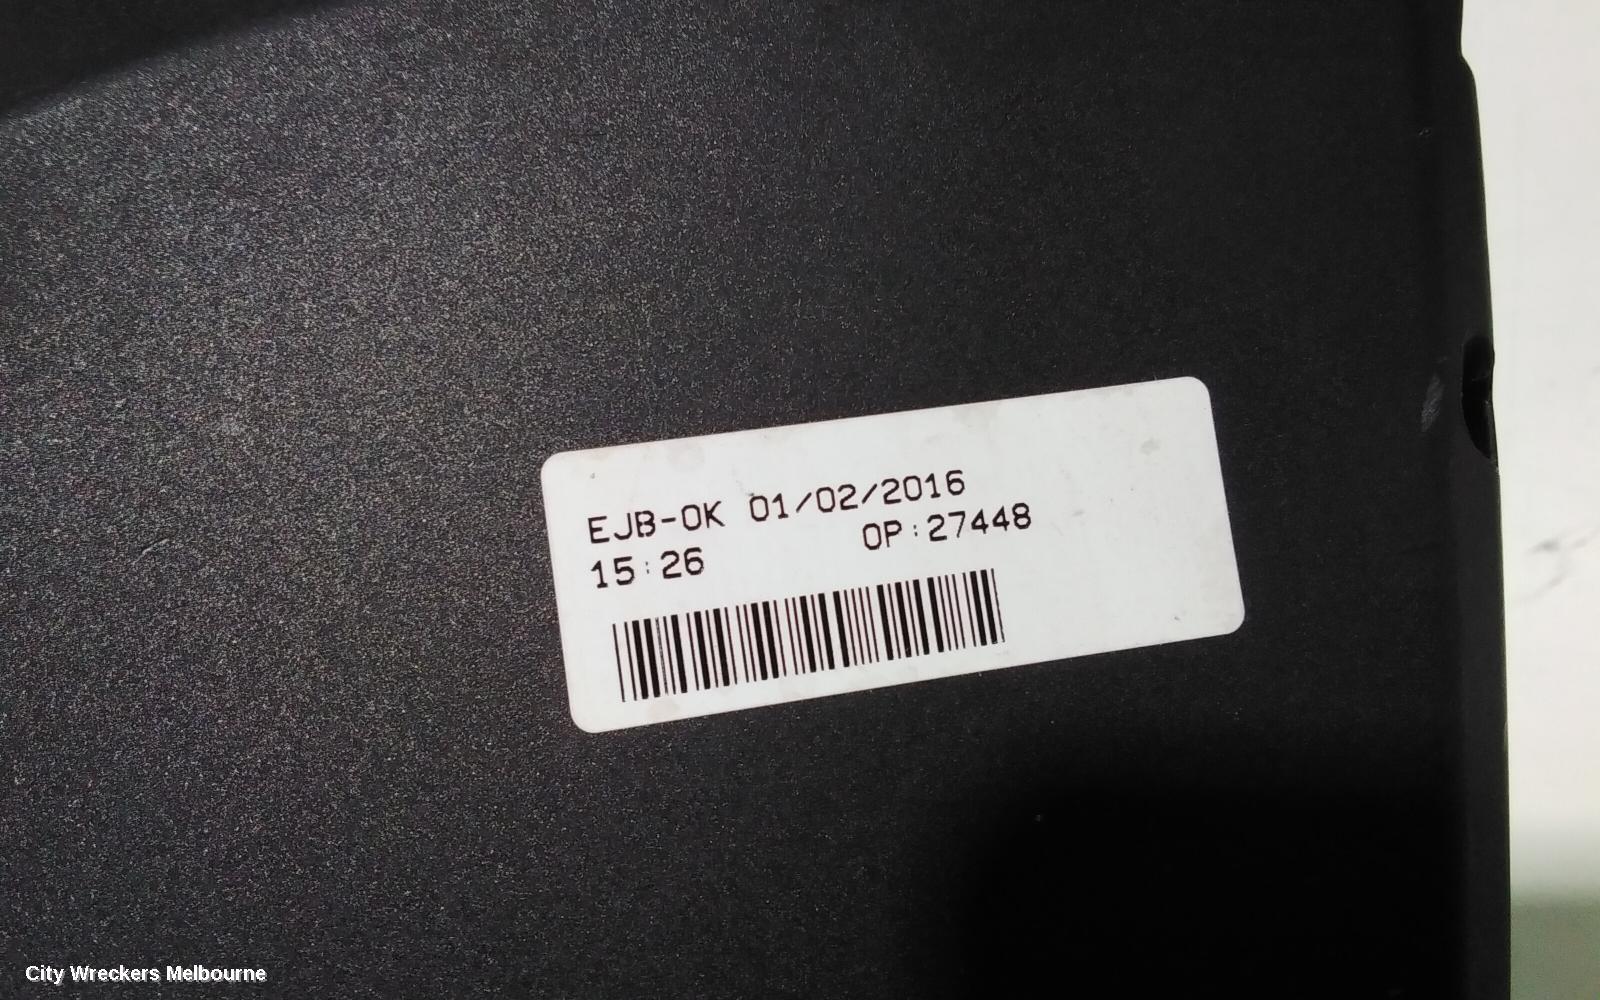 EJB-OK 01/02/2016
15:26 OP:27448
City Wreckers Melbourne